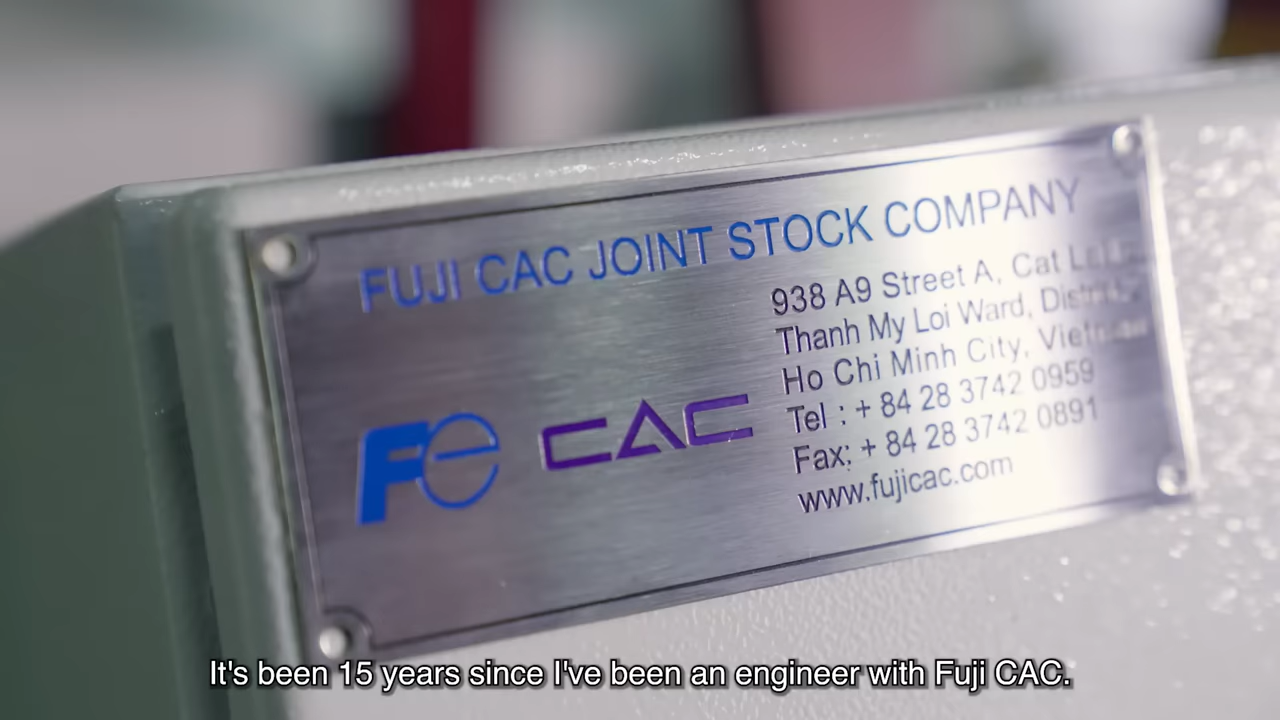 FUJI CAC JOINT STOCK COMPANY
938 A9 Street A, Cat
Thanh My Loi Ward,
Ho Chi Minh City, Vietnam
Tel : + 84 28 3742 0959
Fax: + 84 28 3742 0891
www.fujicac.com
Fe CAC
It's been 15 years since I've been an engineer with Fuji CAC.